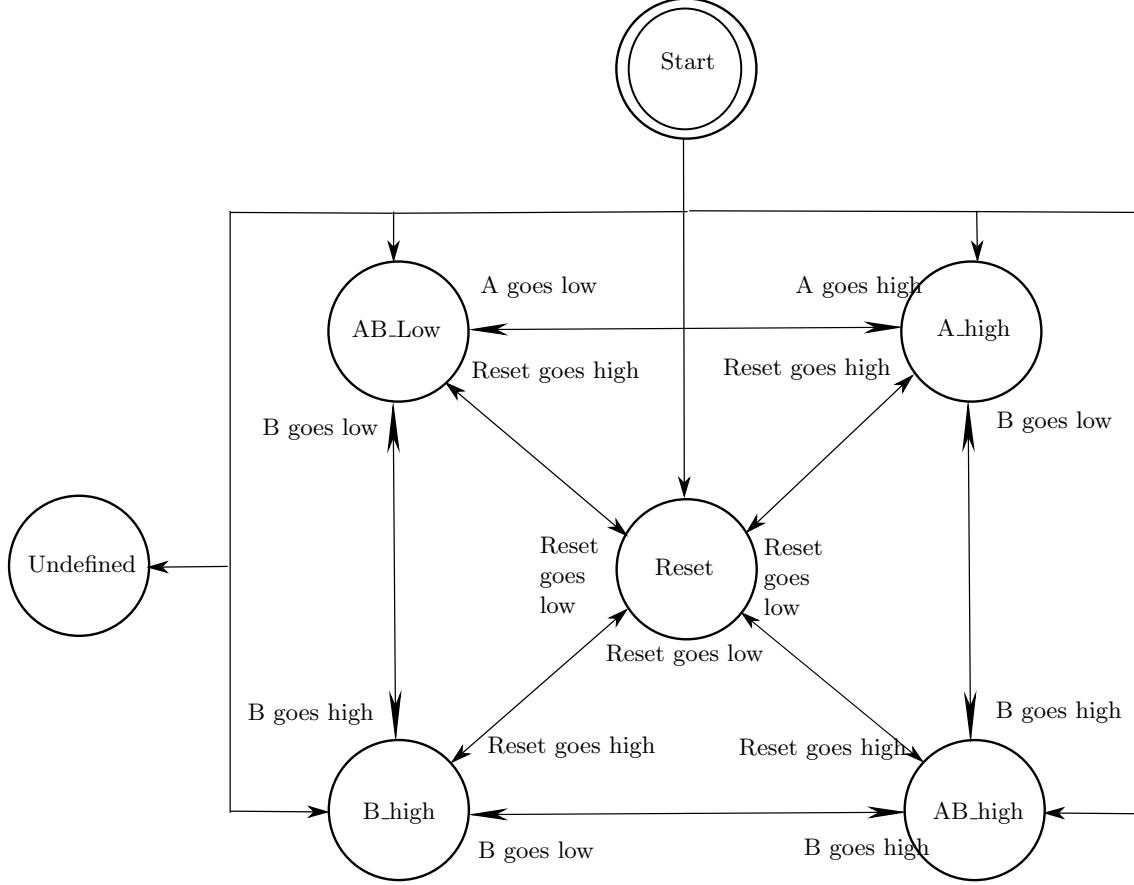 Start
A goes low
A goes high
AB_Low
A_high
Reset goes high
Reset goes high
B goes low
B goes low
Undefined
Reset
goes
low
Reset
Reset
goes
low
Reset goes low
B goes high
B goes high
Reset goes high
Reset goes high
B_high
AB_high
B goes low
B goes high